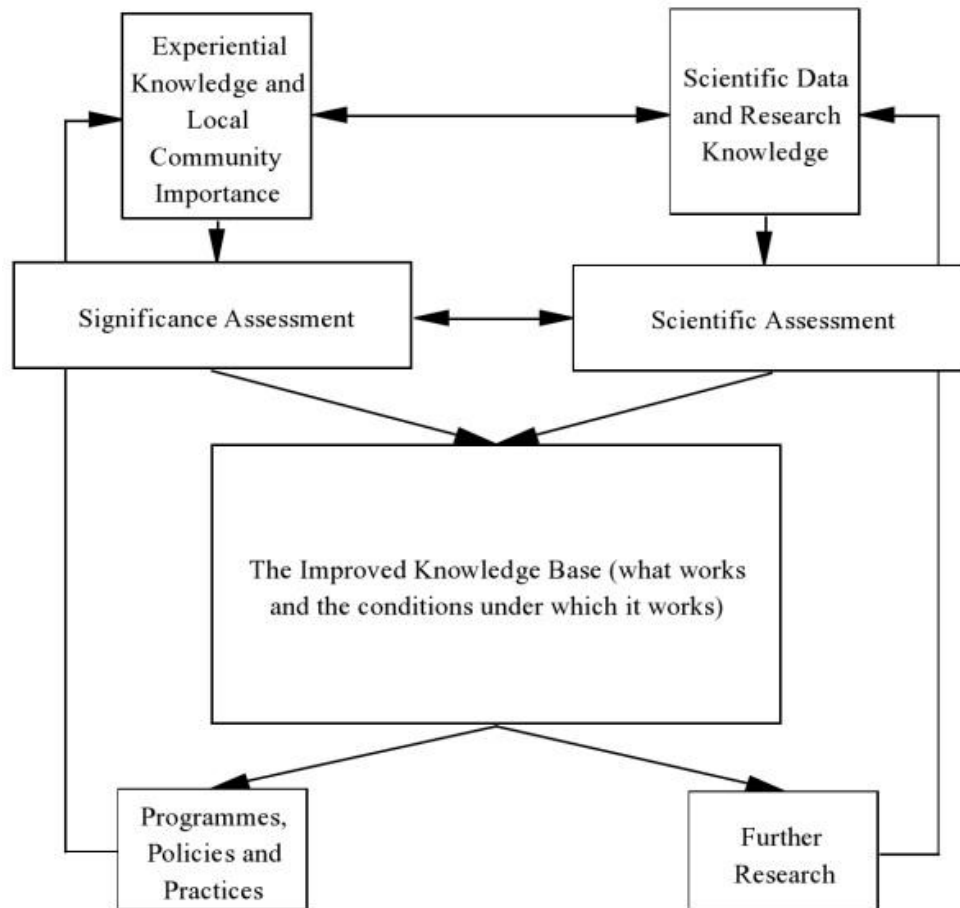 Experiential
Knowledge and
Local
Community
Importance
Scientific Data
and Research
Knowledge
Significance Assessment
Scientific Assessment
The Improved Knowledge Base (what works
and the conditions under which it works)
Programmes,
Policies and
Practices
Further
Research